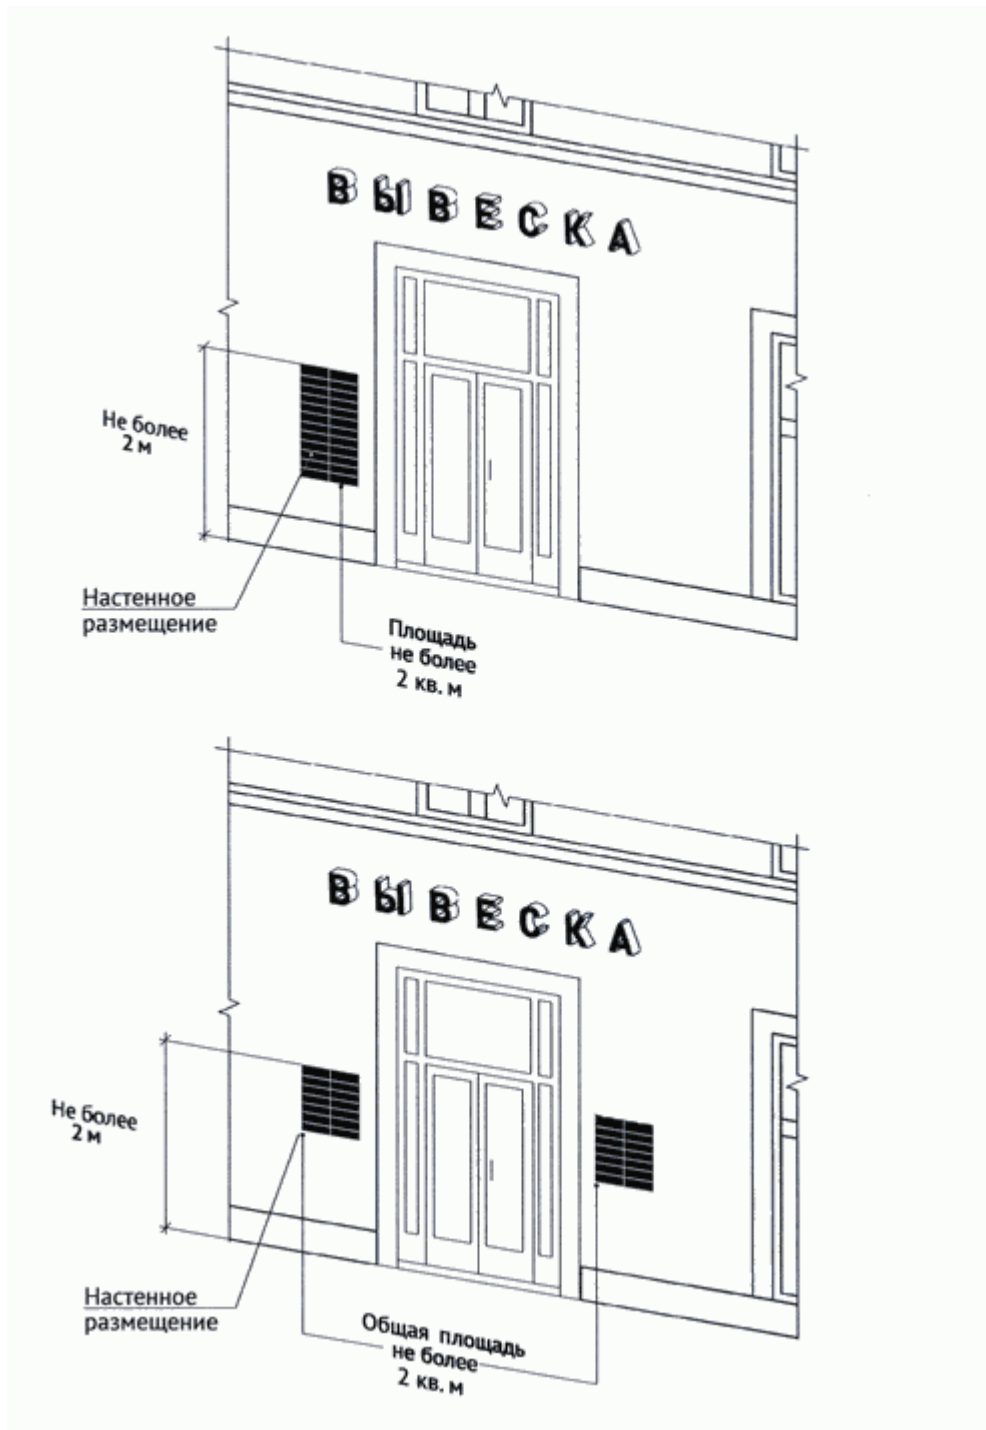 ВЫВЕСКА
Не более
2 м
Настенное
размещение
Площадь
не более
2 кв. м
ВЫВЕСКА
Не более
2 м
Настенное
размещение
Общая площадь
не более
2 кв. м